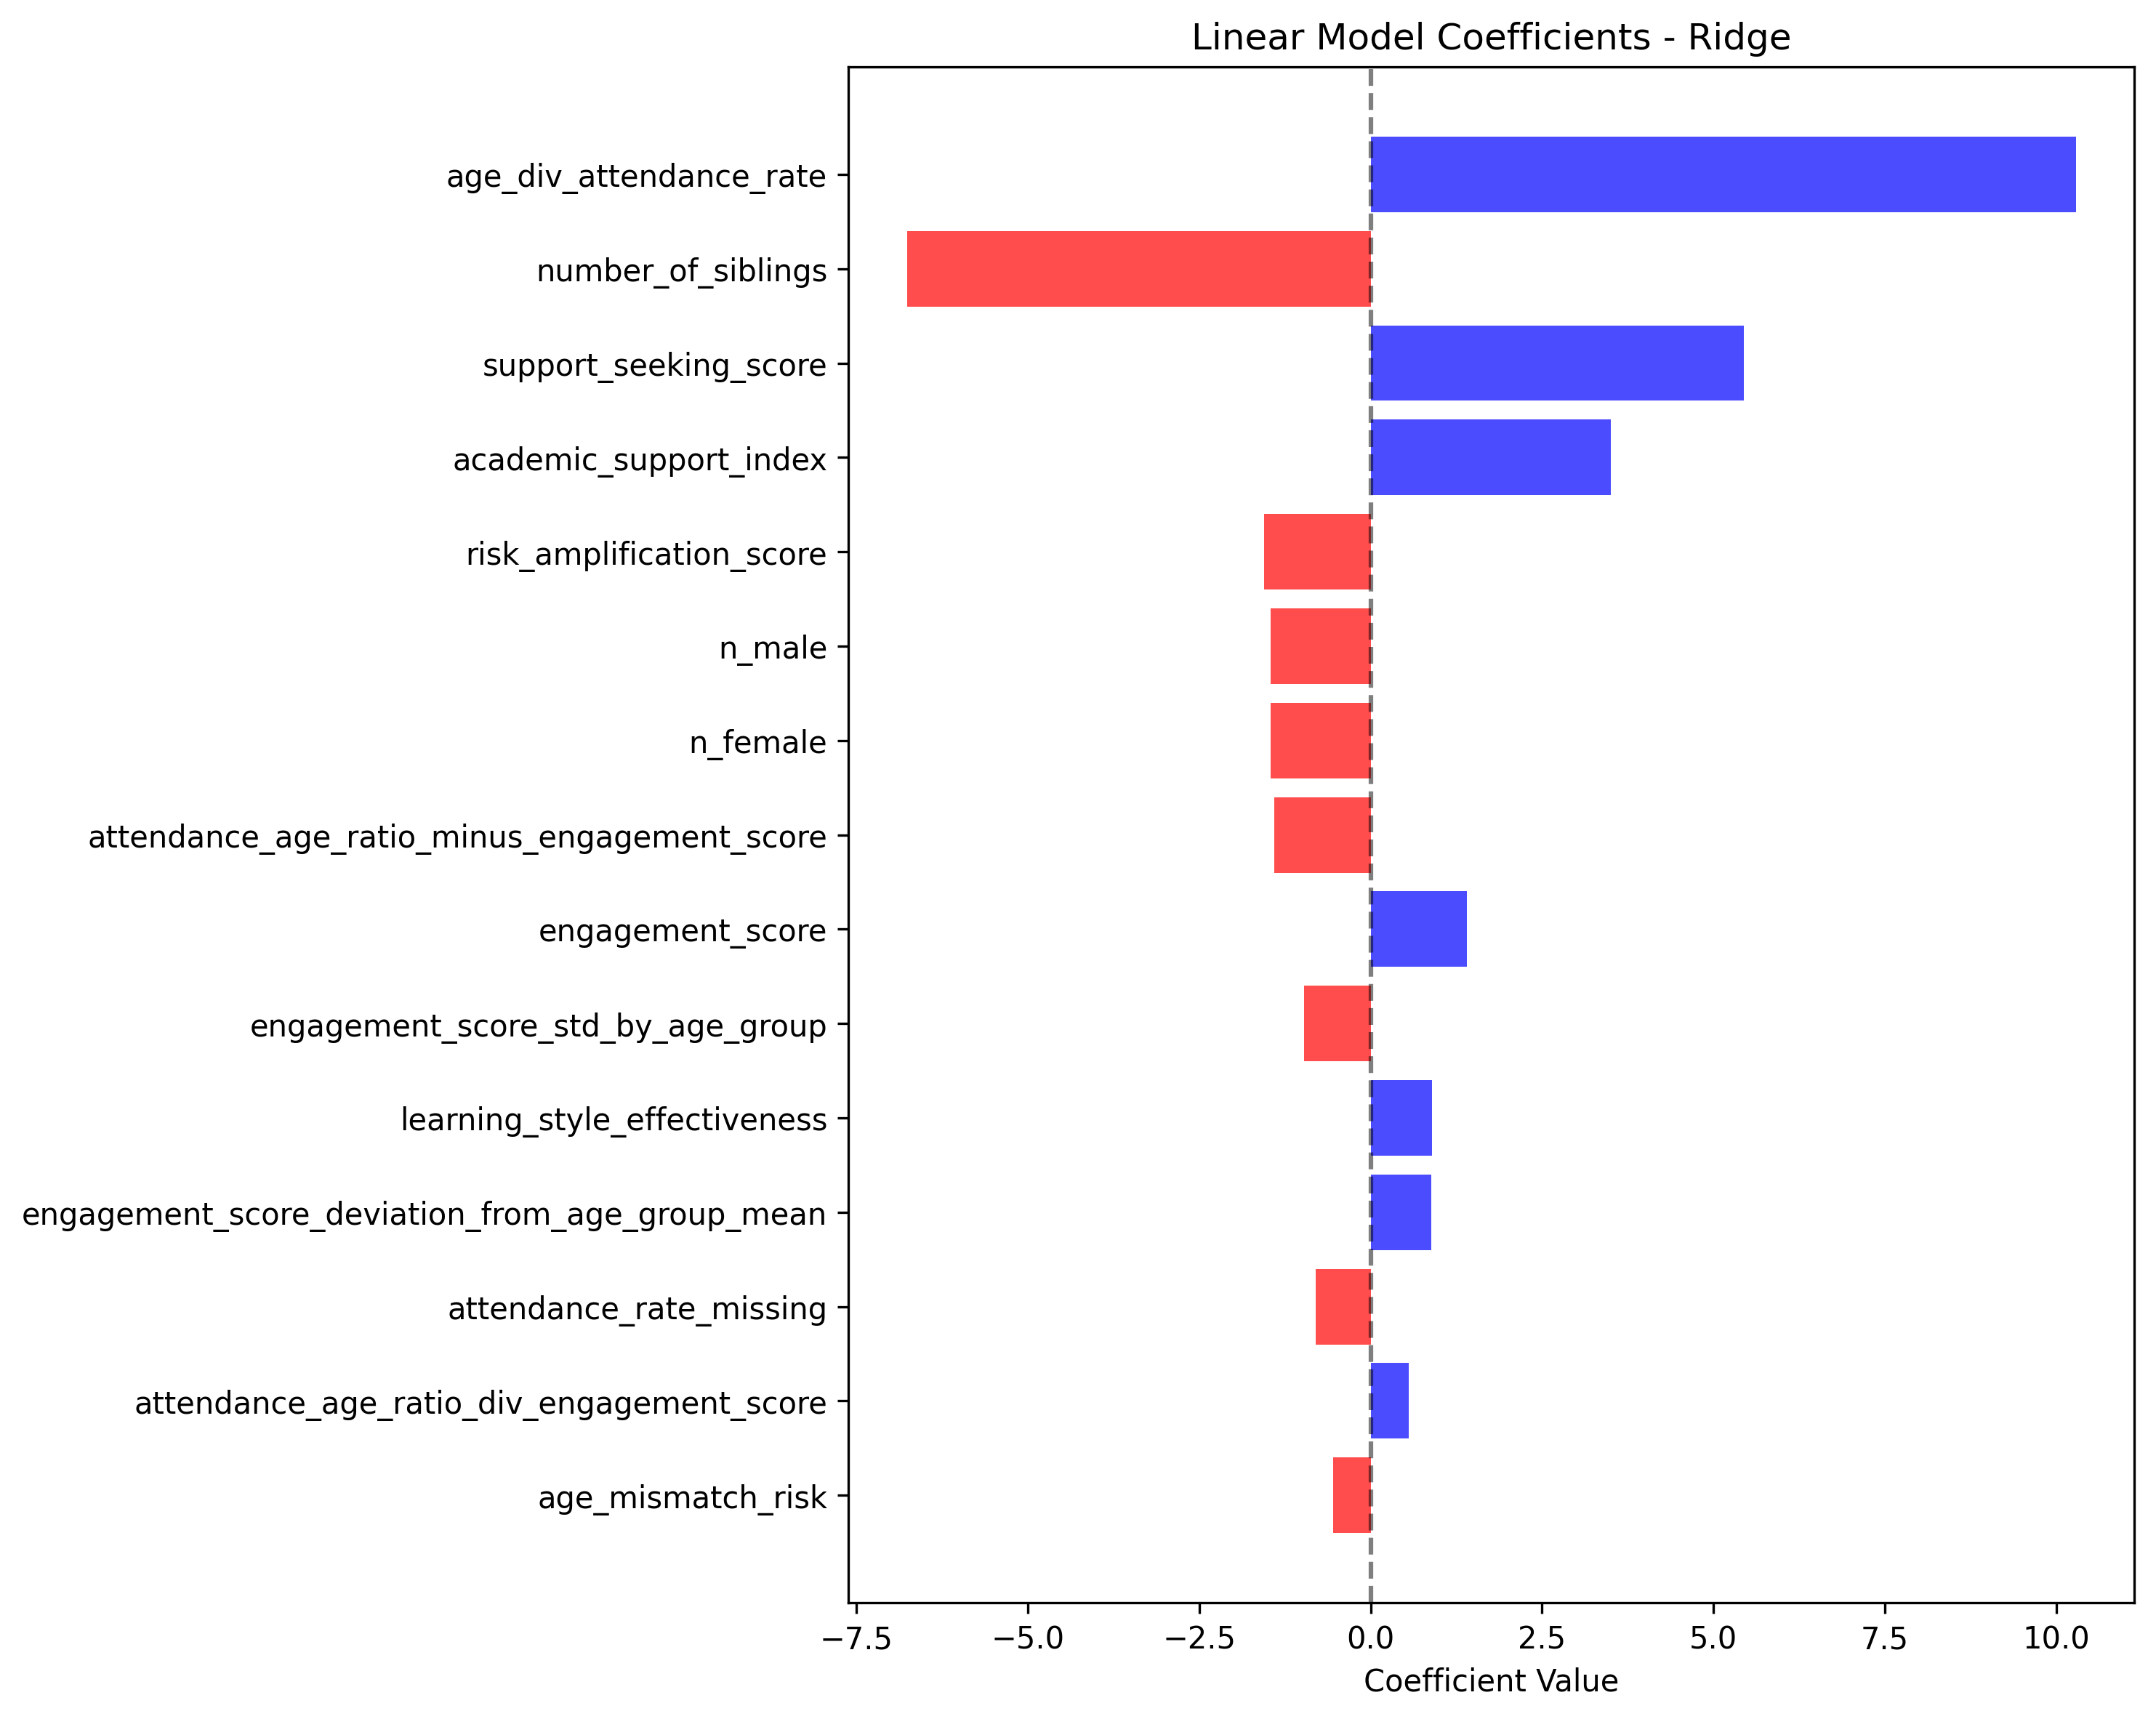 Linear Model Coefficients - Ridge
age_div_attendance_rate
number_of_siblings
support_seeking_score
academic_support_index
risk_amplification_score
n_male
n_female
attendance_age_ratio_minus_engagement_score
engagement_score
engagement_score_std_by_age_group
learning_style_effectiveness
engagement_score_deviation_from_age_group_mean
attendance_rate_missing
attendance_age_ratio_div_engagement_score
age_mismatch_risk
−7.5 −5.0 −2.5 0.0 2.5 5.0 7.5 10.0
Coefficient Value